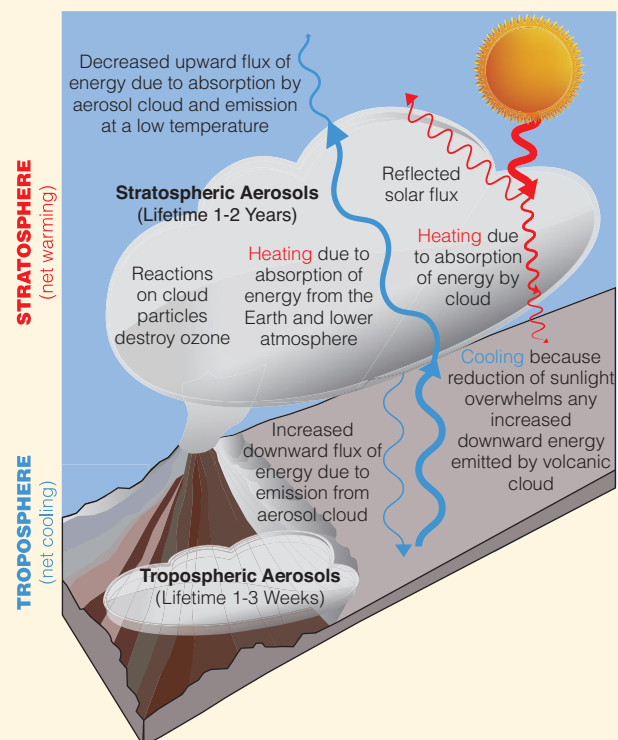 Decreased upward flux of
energy due to absorption by
aerosol cloud and emission
at a low temperature
STRATOSPHERE
(net warming)
Stratospheric Aerosols
(Lifetime 1-2 Years)
Reflected
solar flux
Reactions
on cloud
particles
destroy ozone
Heating due to
absorption of
energy from the
Earth and lower
atmosphere
Heating due
to absorption
of energy by
cloud
Cooling because
reduction of sunlight
overwhelms any
increased
downward energy
emitted by volcanic
cloud
Increased
downward flux of
energy due to
emission from
aerosol cloud
TROPOSPHERE
(net cooling)
Tropospheric Aerosols
(Lifetime 1-3 Weeks)